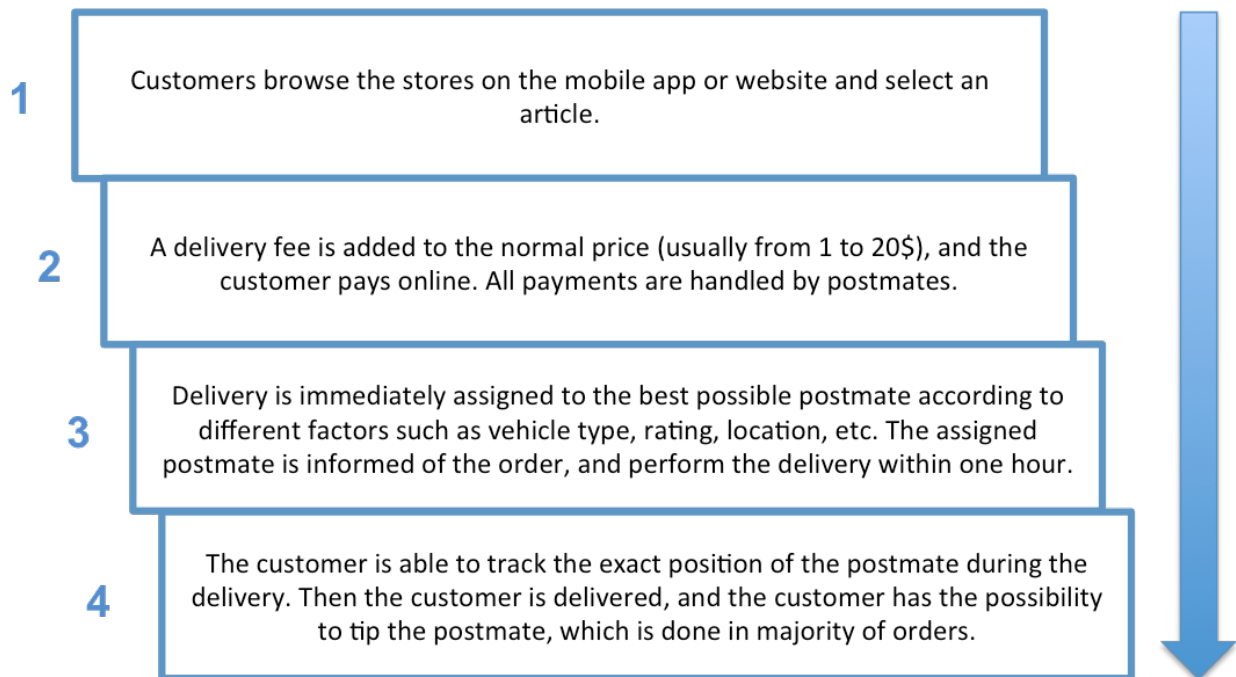 1
Customers browse the stores on the mobile app or website and select an
article.
2
A delivery fee is added to the normal price (usually from 1 to 20$), and the
customer pays online. All payments are handled by postmates.
3
Delivery is immediately assigned to the best possible postmate according to
different factors such as vehicle type, rating, location, etc. The assigned
postmate is informed of the order, and perform the delivery within one hour.
4
The customer is able to track the exact position of the postmate during the
delivery. Then the customer is delivered, and the customer has the possibility
to tip the postmate, which is done in majority of orders.